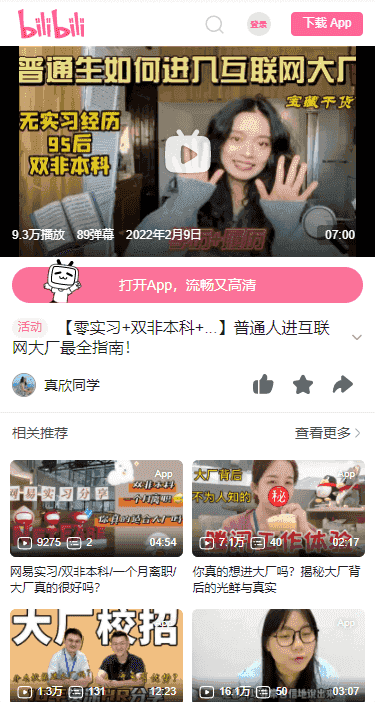 bilibili
登录
下载 App
普通生如何进入互联网大厂
宝藏干货
无实习经历
95后
双非本科
9.3万播放 89弹幕 2022年2月9日 07:00
打开App，流畅又高清
活动 【零实习+双非本科+...】普通人进互联
网大厂最全指南！
真欣同学
相关推荐
查看更多
双非本科
App
网易实习分享
一个月离职
9275 2 04:54
网易实习/双非本科/一个月离职/
大厂真的很好吗？
大厂背后
不为人知的
秘
App
7.1万 40 02:17
你真的想进大厂吗？揭秘大厂背
后的光鲜与真实
大厂校招
App
1.3万 131 12:23
App
16.1万 50 03:07